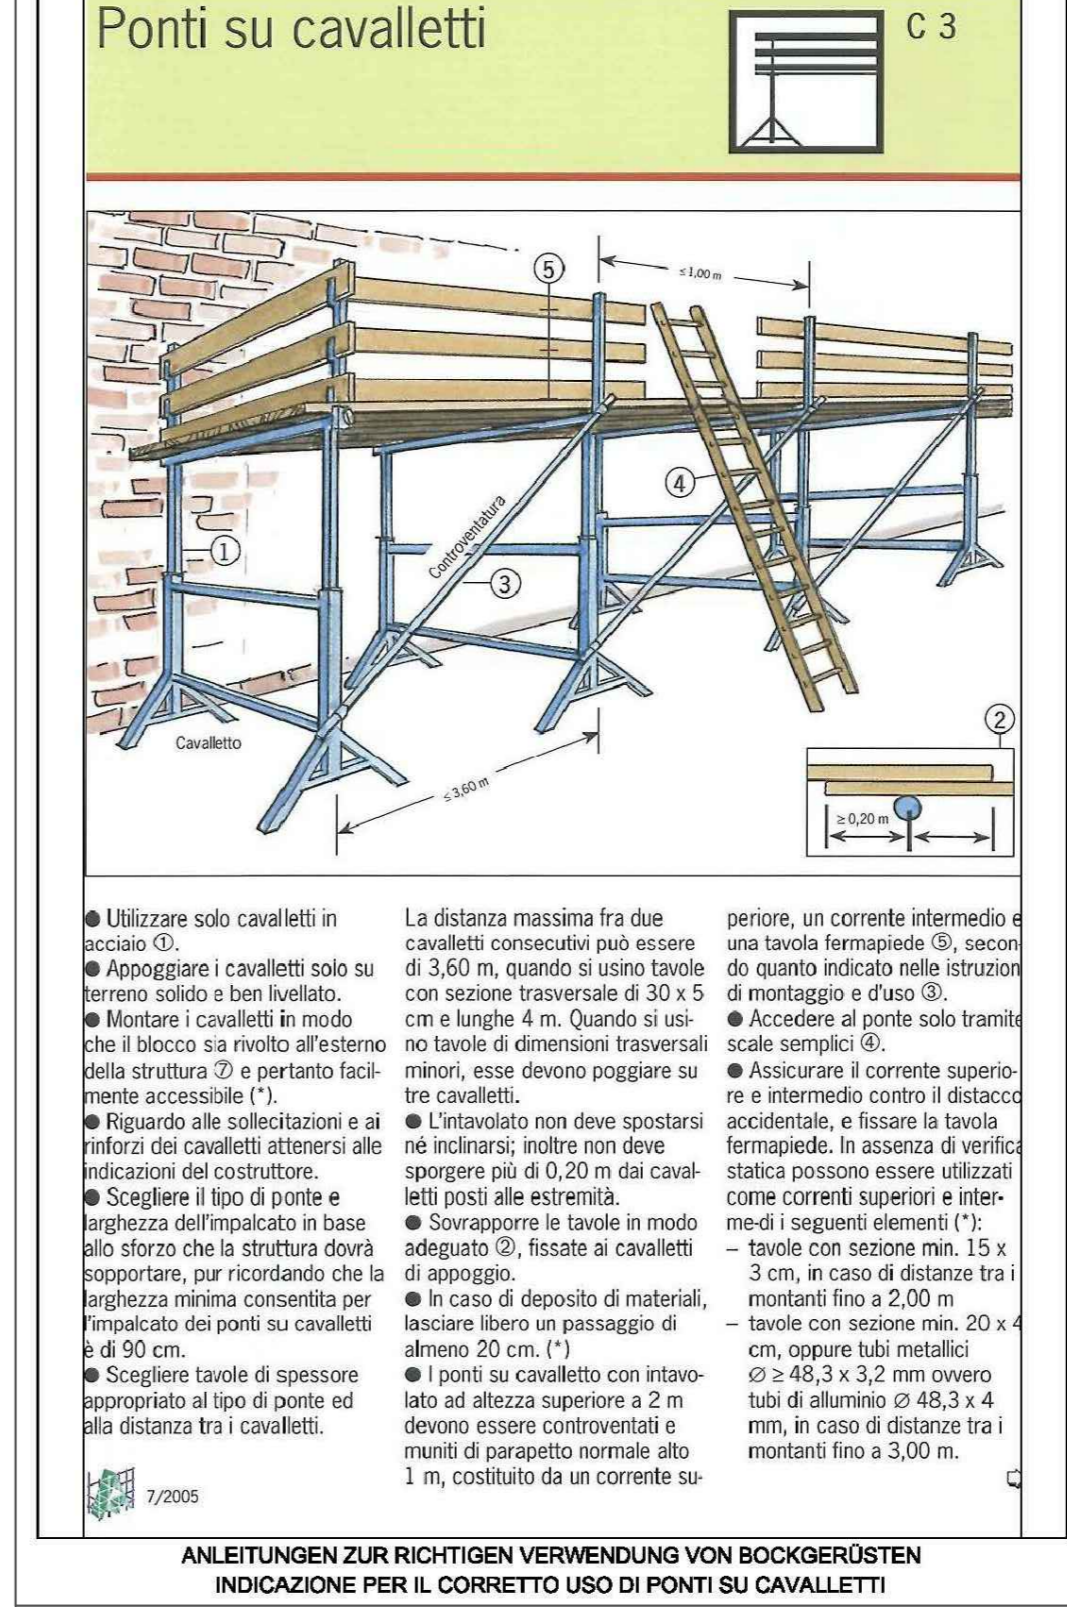 Ponti su cavalletti
C 3
5
≤ 1,00 m
4
Controventatura
1
3
2
Cavalletto
≤ 3,60 m
≥ 0,20 m
● Utilizzare solo cavalletti in
acciaio ①.
● Appoggiare i cavalletti solo su
terreno solido e ben livellato.
● Montare i cavalletti in modo
che il blocco sia rivolto all'esterno
della struttura ⑦ e pertanto facil-
mente accessibile (*).
● Riguardo alle sollecitazioni e ai
rinforzi dei cavalletti attenersi alle
indicazioni del costruttore.
● Scegliere il tipo di ponte e
larghezza dell'impalcato in base
allo sforzo che la struttura dovrà
sopportare, pur ricordando che la
larghezza minima consentita per
l'impalcato dei ponti su cavalletti
è di 90 cm.
● Scegliere tavole di spessore
appropriato al tipo di ponte ed
alla distanza tra i cavalletti.
7/2005
La distanza massima fra due
cavalletti consecutivi può essere
di 3,60 m, quando si usino tavole
con sezione trasversale di 30 x 5
cm e lunghe 4 m. Quando si usi-
no tavole di dimensioni trasversali
minori, esse devono poggiare su
tre cavalletti.
● L'intavolato non deve spostarsi
né inclinarsi; inoltre non deve
sporgere più di 0,20 m dai caval-
letti posti alle estremità.
● Sovrapporre le tavole in modo
adeguato ②, fissate ai cavalletti
di appoggio.
● In caso di deposito di materiali,
lasciare libero un passaggio di
almeno 20 cm. (*)
● I ponti su cavalletto con intavo-
lato ad altezza superiore a 2 m
devono essere controventati e
muniti di parapetto normale alto
1 m, costituito da un corrente su-
periore, un corrente intermedio e
una tavola fermapiede ⑤, secon-
do quanto indicato nelle istruzion
di montaggio e d'uso ③.
● Accedere al ponte solo tramite
scale semplici ④.
● Assicurare il corrente superio-
re e intermedio contro il distacco
accidentale, e fissare la tavola
fermapiede. In assenza di verifica
statica possono essere utilizzati
come correnti superiori e inter-
me-di i seguenti elementi (*):
– tavole con sezione min. 15 x
3 cm, in caso di distanze tra i
montanti fino a 2,00 m
– tavole con sezione min. 20 x 4
cm, oppure tubi metallici
∅ ≥ 48,3 x 3,2 mm ovvero
tubi di alluminio ∅ 48,3 x 4
mm, in caso di distanze tra i
montanti fino a 3,00 m.
ANLEITUNGEN ZUR RICHTIGEN VERWENDUNG VON BOCKGERÜSTEN
INDICAZIONE PER IL CORRETTO USO DI PONTI SU CAVALLETTI